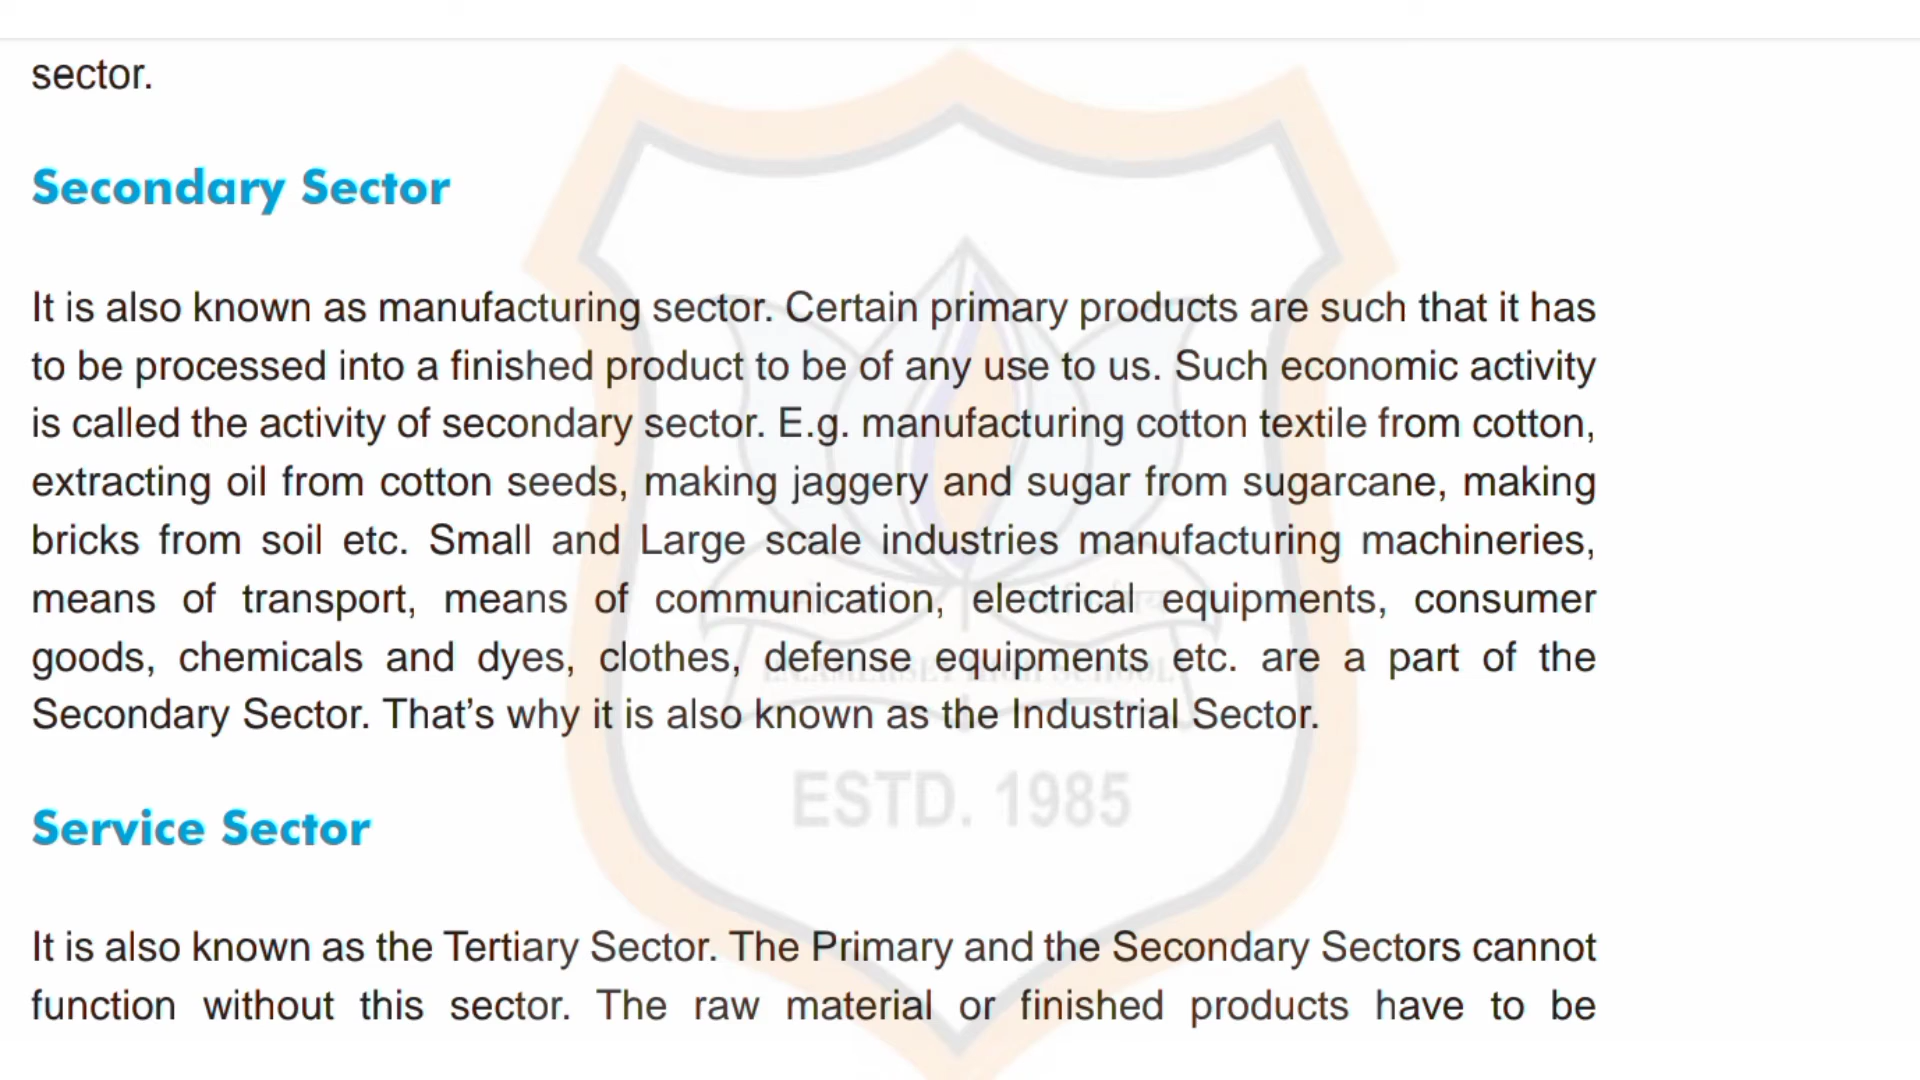 sector.
Secondary Sector
It is also known as manufacturing sector. Certain primary products are such that it has
to be processed into a finished product to be of any use to us. Such economic activity
is called the activity of secondary sector. E.g. manufacturing cotton textile from cotton,
extracting oil from cotton seeds, making jaggery and sugar from sugarcane, making
bricks from soil etc. Small and Large scale industries manufacturing machineries,
means of transport, means of communication, electrical equipments, consumer
goods, chemicals and dyes, clothes, defense equipments etc. are a part of the
Secondary Sector. That's why it is also known as the Industrial Sector.
ESTD. 1985
Service Sector
It is also known as the Tertiary Sector. The Primary and the Secondary Sectors cannot
function without this sector. The raw material or finished products have to be